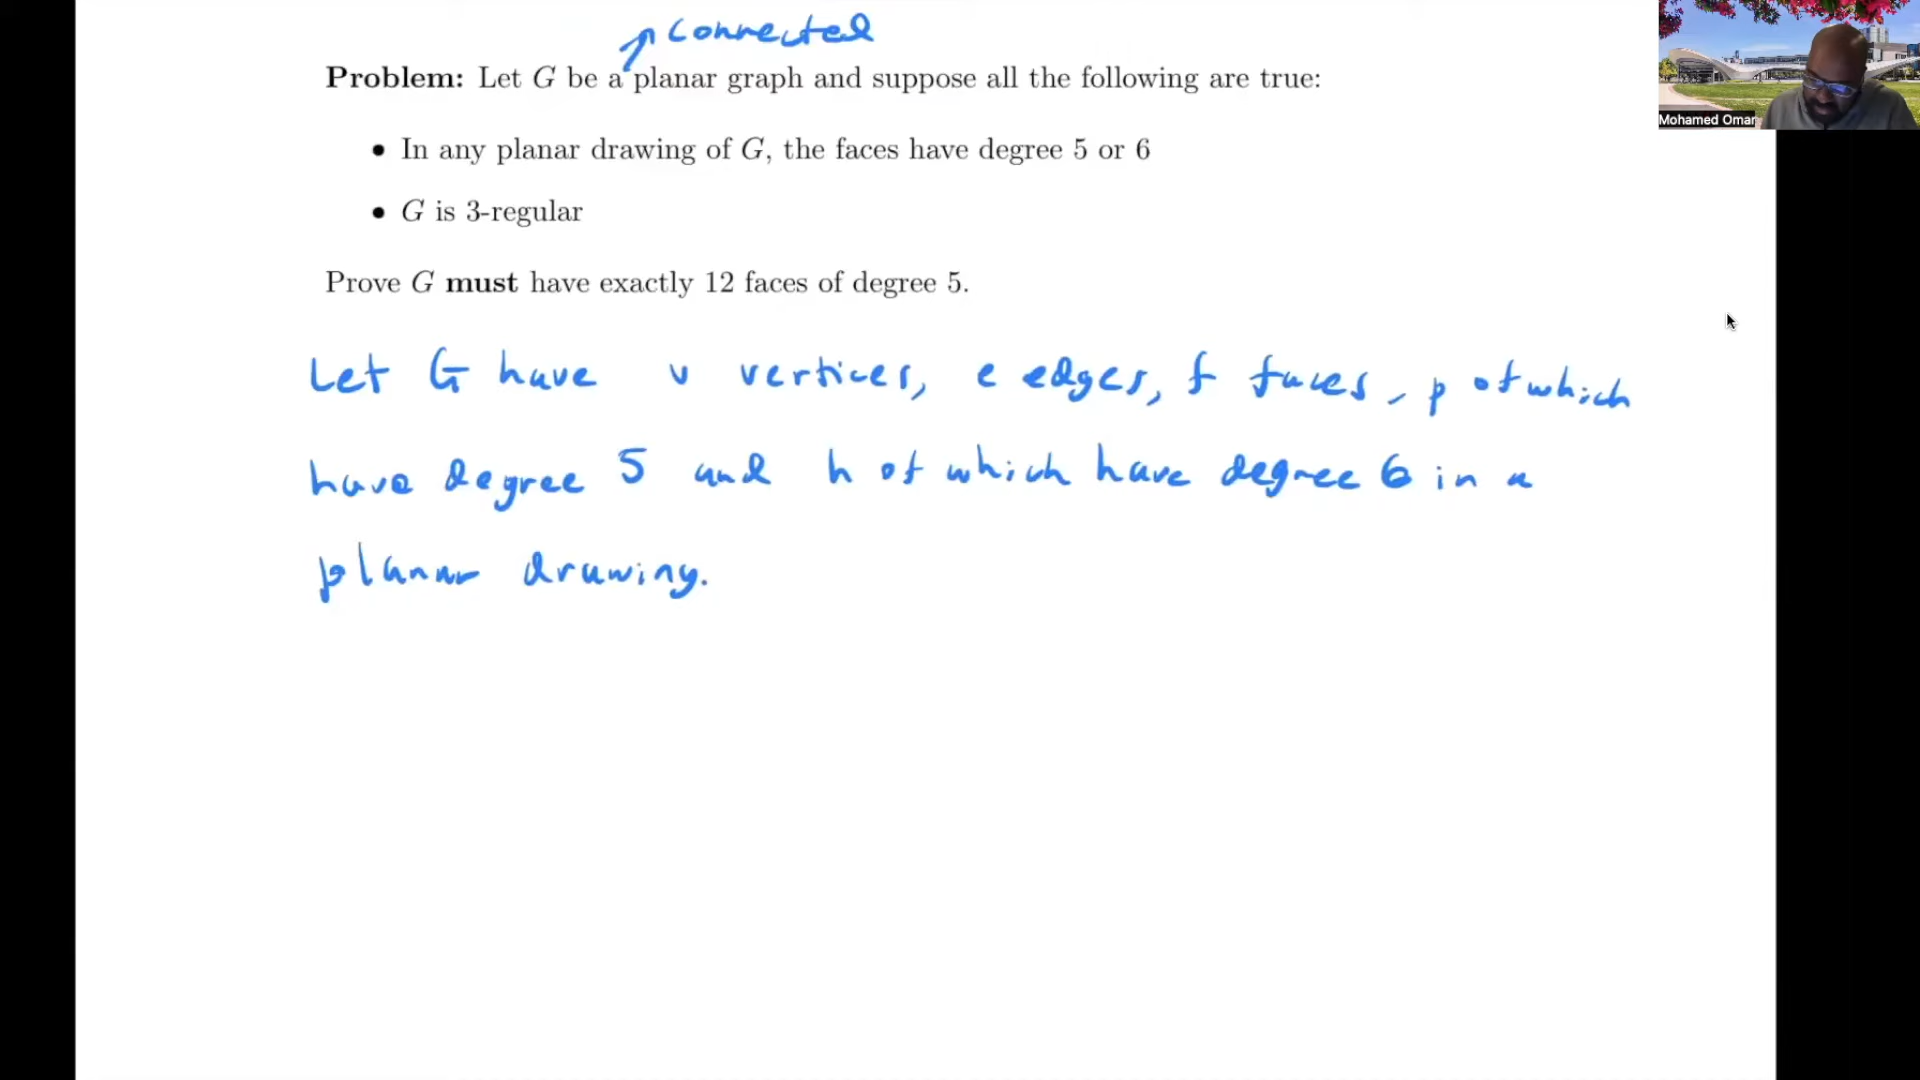 connected
Problem: Let G be a planar graph and suppose all the following are true:
• In any planar drawing of G, the faces have degree 5 or 6
• G is 3-regular
Prove G must have exactly 12 faces of degree 5.
Let G have v vertices, e edges, f faces, p of which
have degree 5 and h of which have degree 6 in a
planar drawing.
Mohamed Omar